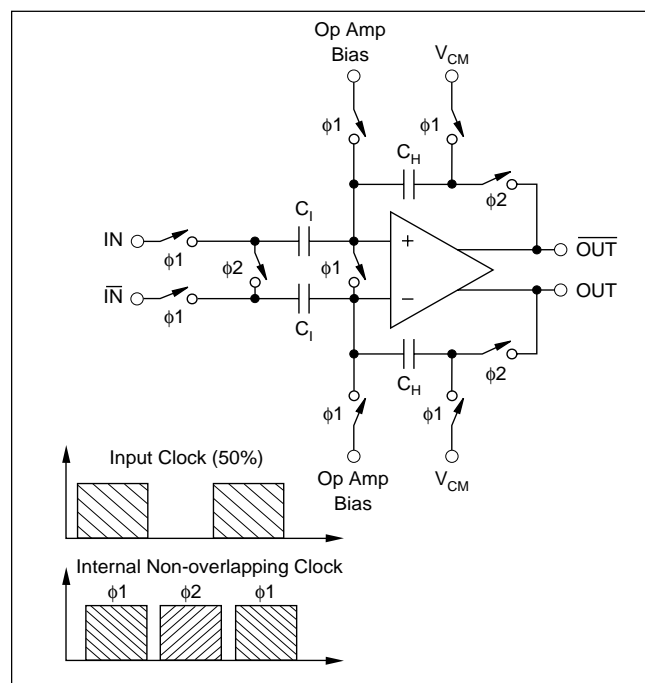 Op Amp
Bias
V_CM
φ1
φ1
C_H
φ2
IN
φ1
C_I
φ2
φ1
+
OUT̅
I̅N̅
φ1
C_I
−
OUT
C_H
φ2
φ1
φ1
Op Amp
Bias
V_CM
Input Clock (50%)
Internal Non-overlapping Clock
φ1 φ2 φ1